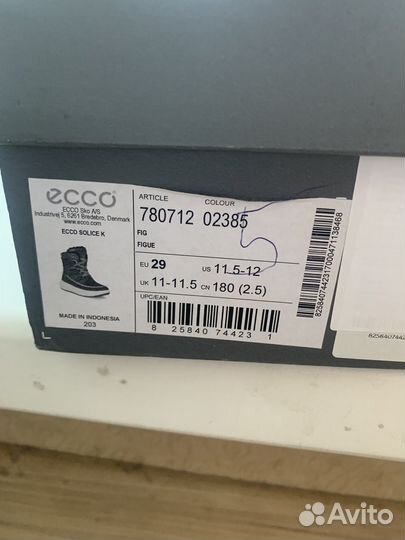 ecco
ECCO Sko A/S
Industrivej 5, 6261 Bredebro, Denmark
www.ecco.com
ECCO SOLICE K
MADE IN INDONESIA
203
ARTICLE COLOUR
780712 02385
FIG
FIGUE
EU 29 US 11.5-12
UK 11-11.5 CN 180 (2.5)
UPC/EAN
8 25840 74423 1
8258407442317000471138468
82584074423
Avito